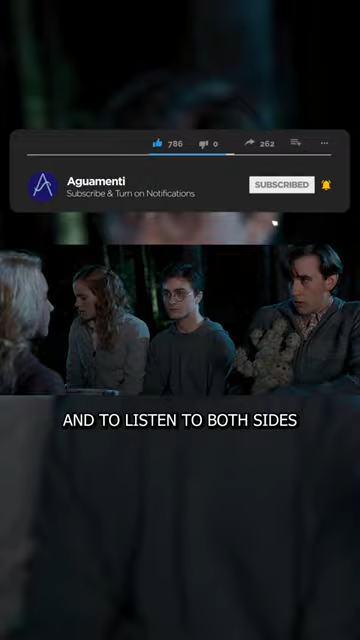 786 0 262
Aguamenti
Subscribe & Turn on Notifications
SUBSCRIBED
AND TO LISTEN TO BOTH SIDES